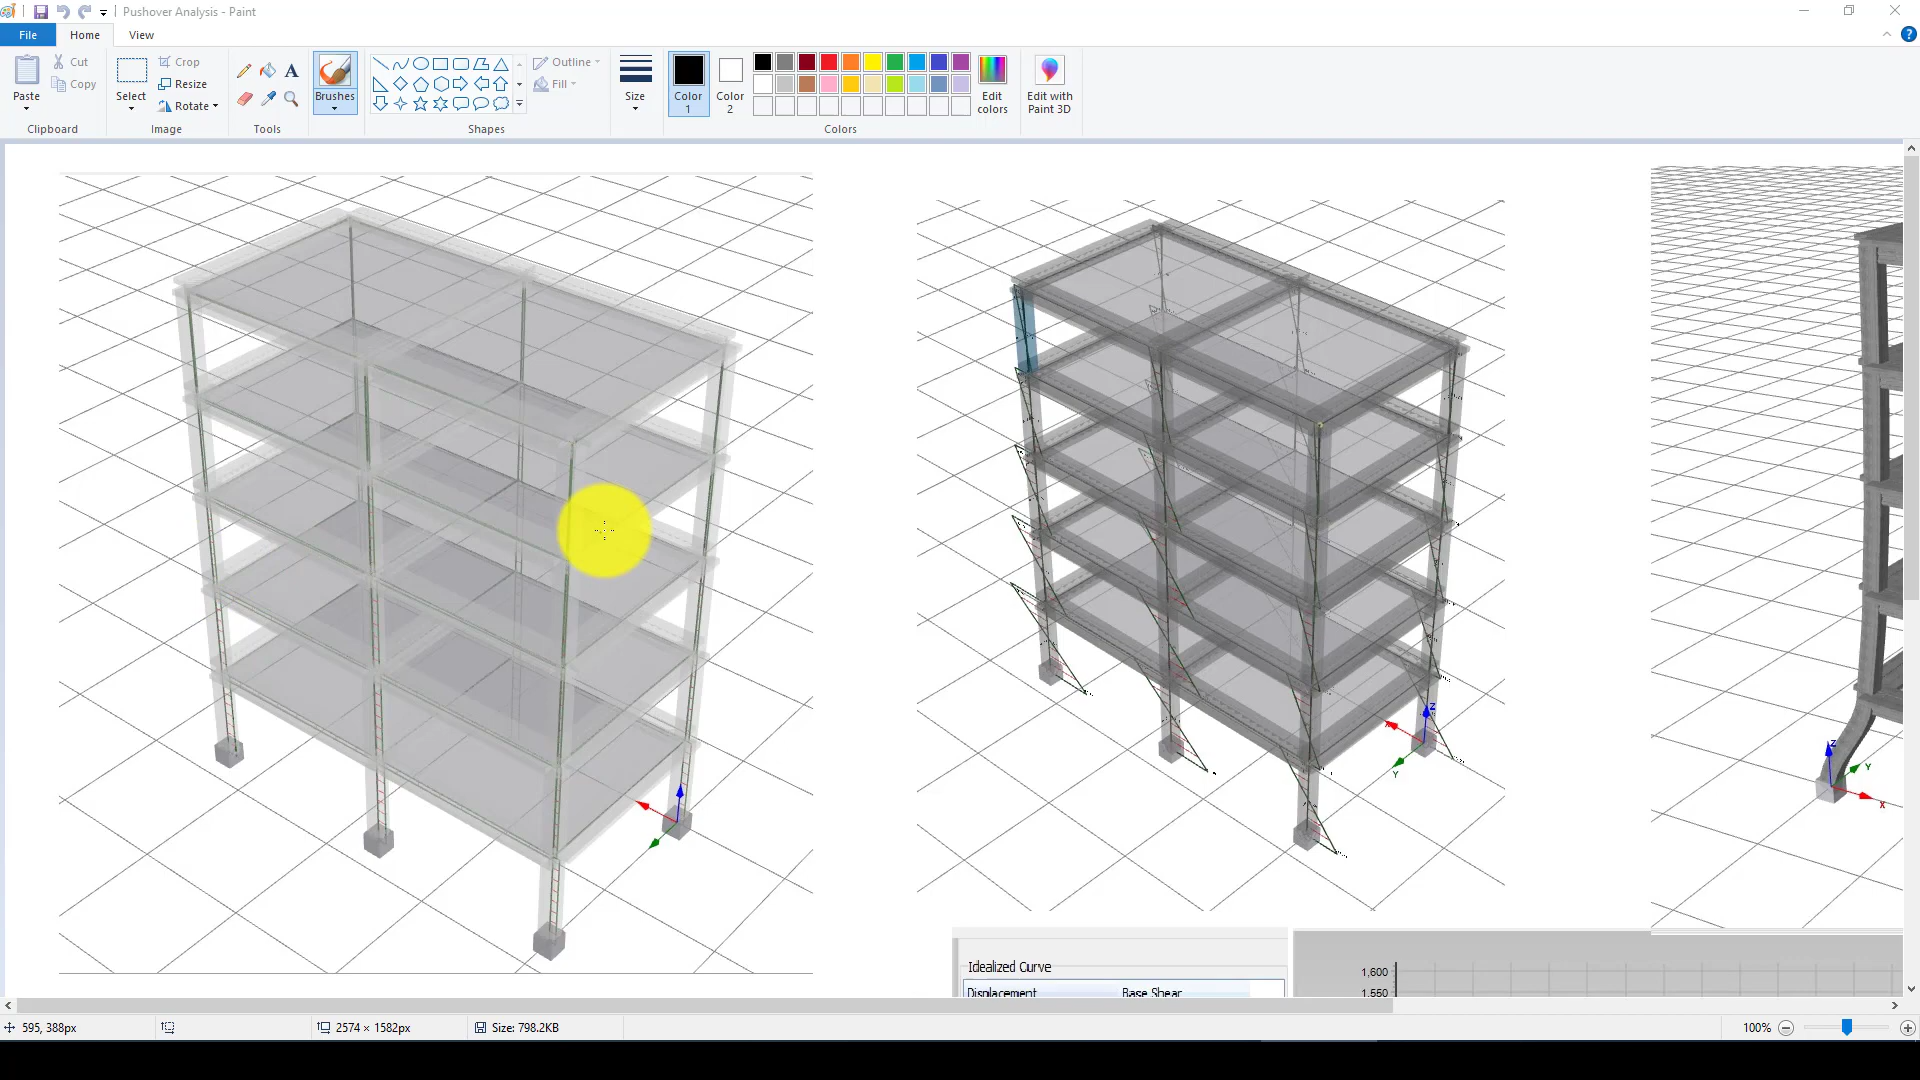 Pushover Analysis - Paint
File
Home
View
Paste
Cut
Copy
Clipboard
Select
Crop
Resize
Rotate
Image
A
Tools
Brushes
Shapes
Outline
Fill
Size
Color 1
Color 2
Colors
Edit colors
Edit with Paint 3D
Z
Y
Z
Y
X
Idealized Curve
Displacement
Base Shear
1,600
1,550
595, 388px
2574 × 1582px
Size: 798.2KB
100%